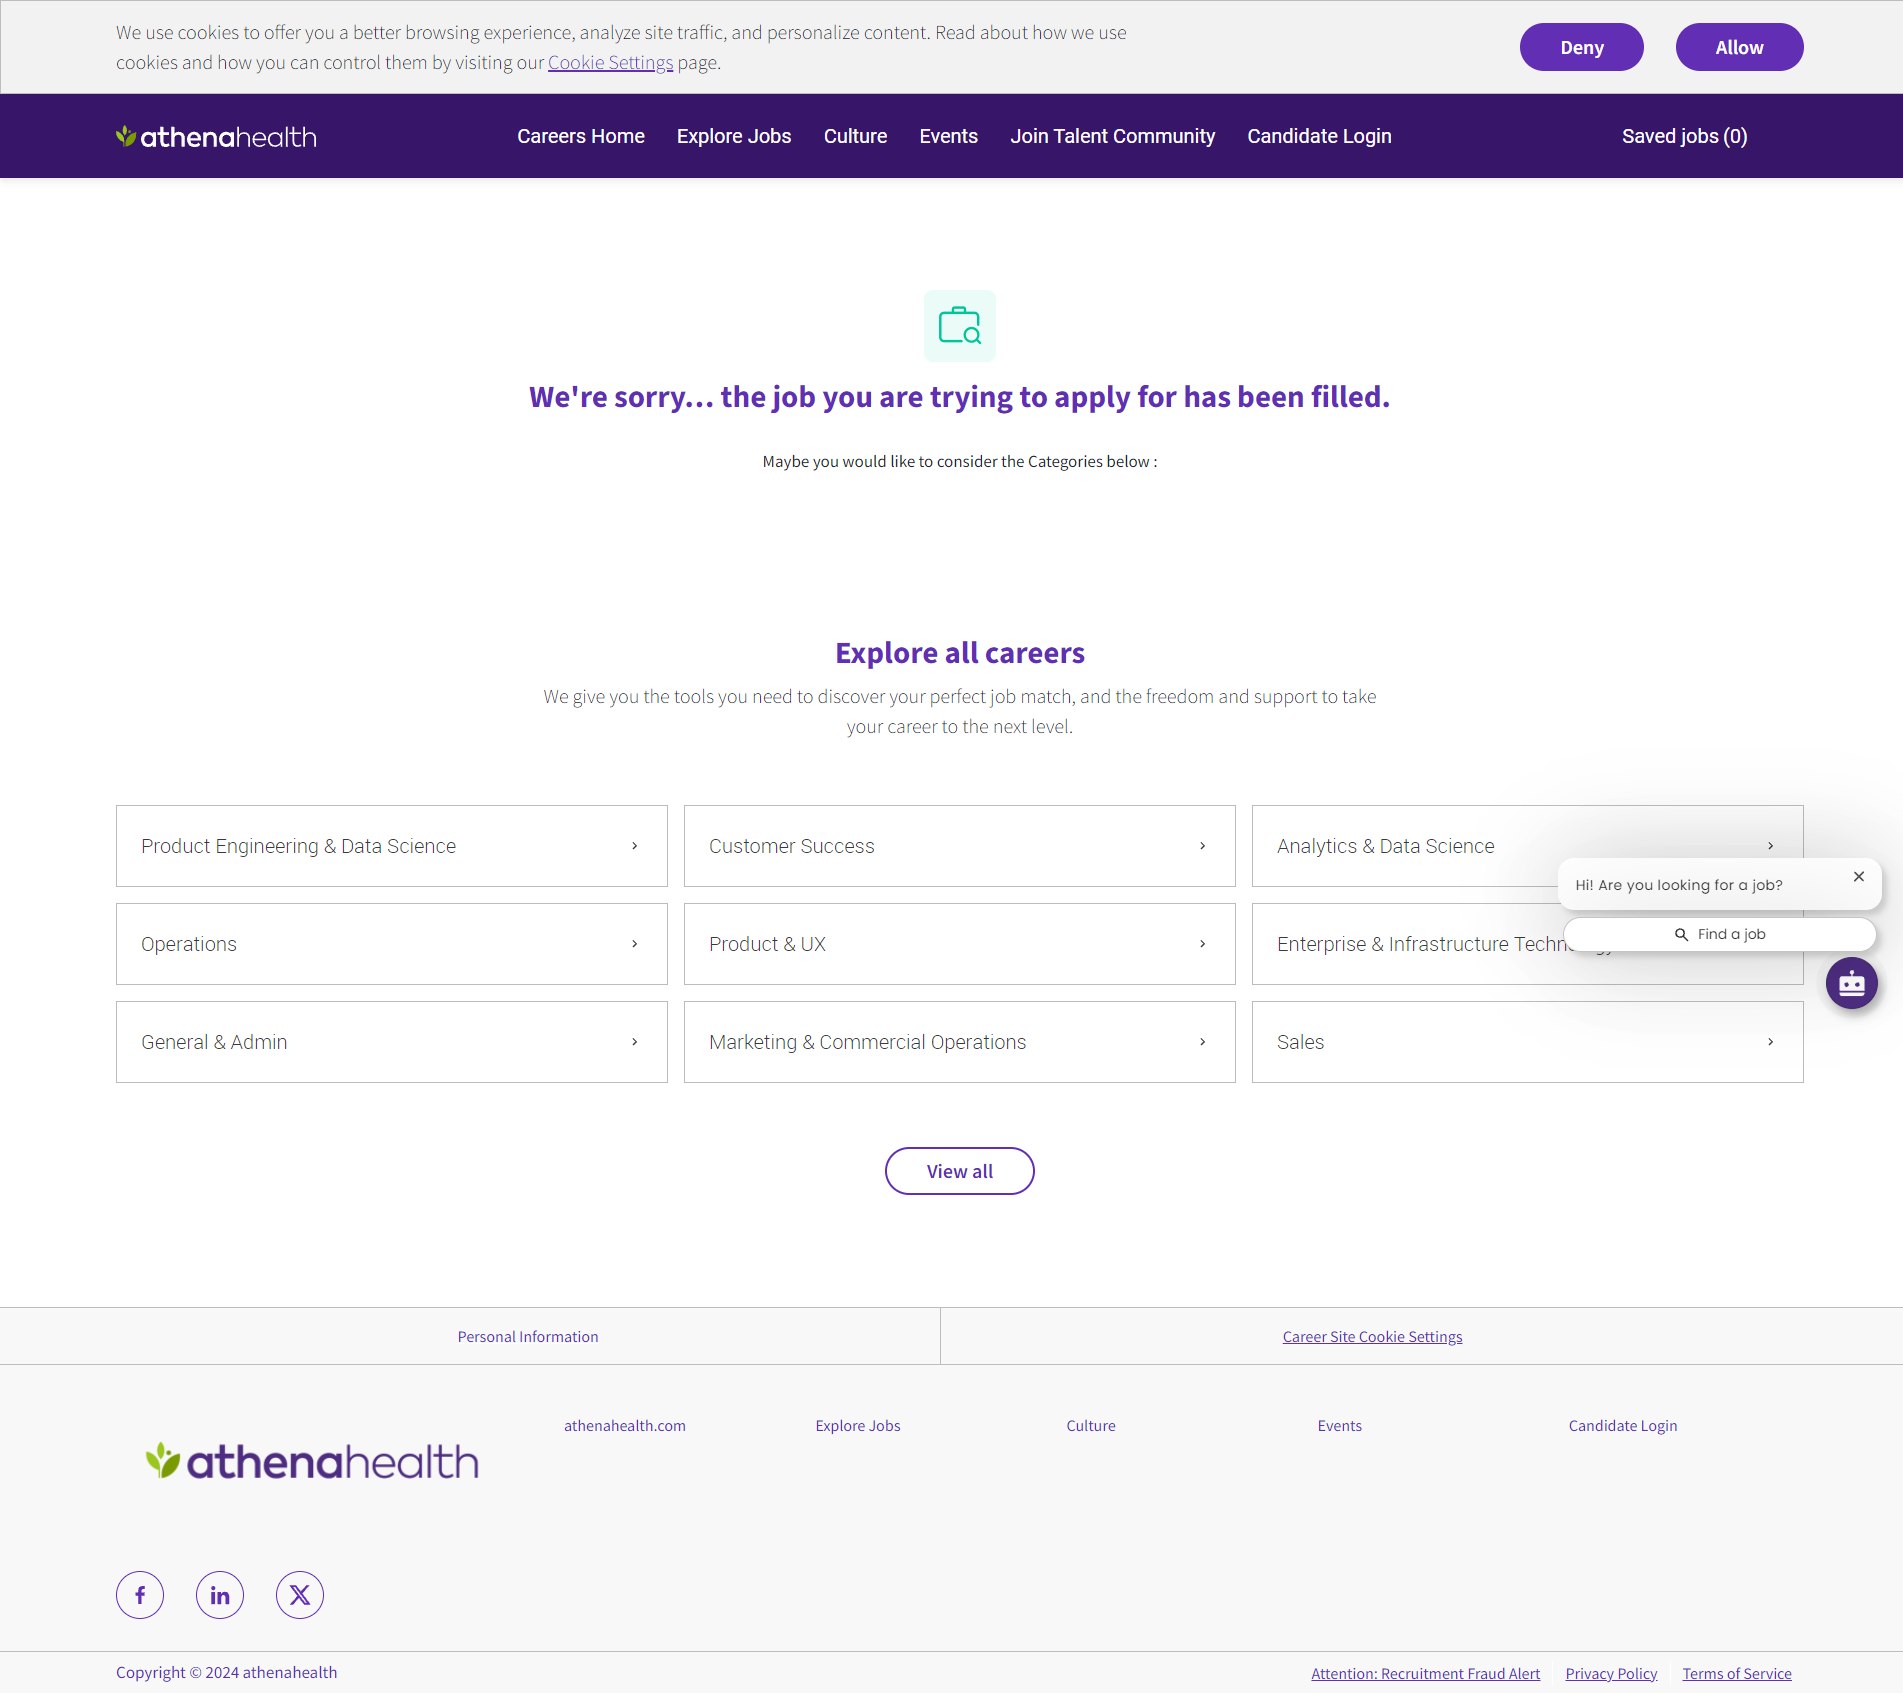 We use cookies to offer you a better browsing experience, analyze site traffic, and personalize content. Read about how we use
cookies and how you can control them by visiting our Cookie Settings page.
Deny
Allow
athenahealth
Careers Home
Explore Jobs
Culture
Events
Join Talent Community
Candidate Login
Saved jobs (0)
We're sorry... the job you are trying to apply for has been filled.
Maybe you would like to consider the Categories below :
Explore all careers
We give you the tools you need to discover your perfect job match, and the freedom and support to take
your career to the next level.
Product Engineering & Data Science
Customer Success
Analytics & Data Science
Hi! Are you looking for a job?
Find a job
Operations
Product & UX
Enterprise & Infrastructure
General & Admin
Marketing & Commercial Operations
Sales
View all
Personal Information
Career Site Cookie Settings
athenahealth
athenahealth.com
Explore Jobs
Culture
Events
Candidate Login
f
in
X
Copyright © 2024 athenahealth
Attention: Recruitment Fraud Alert
Privacy Policy
Terms of Service